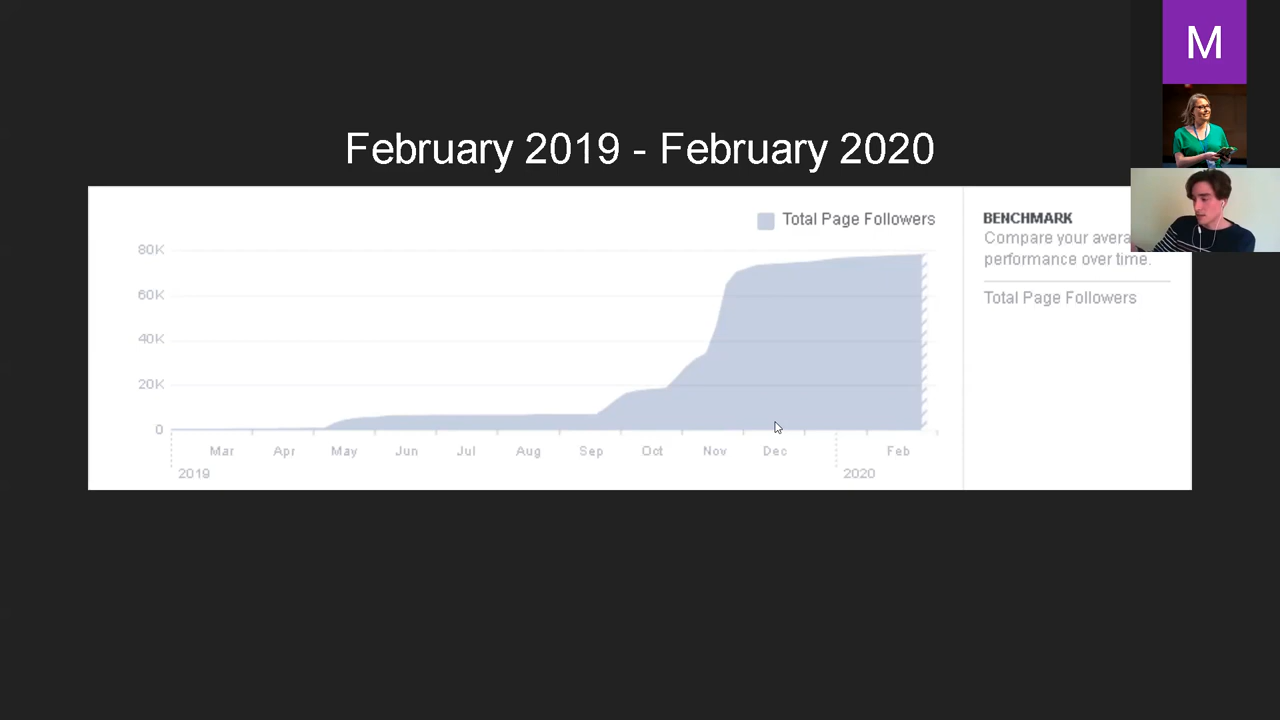 M
February 2019 - February 2020
Total Page Followers
80K
60K
40K
20K
0
Mar Apr May Jun Jul Aug Sep Oct Nov Dec Feb
2019 2020
BENCHMARK
Compare your
performance over time.
Total Page Followers